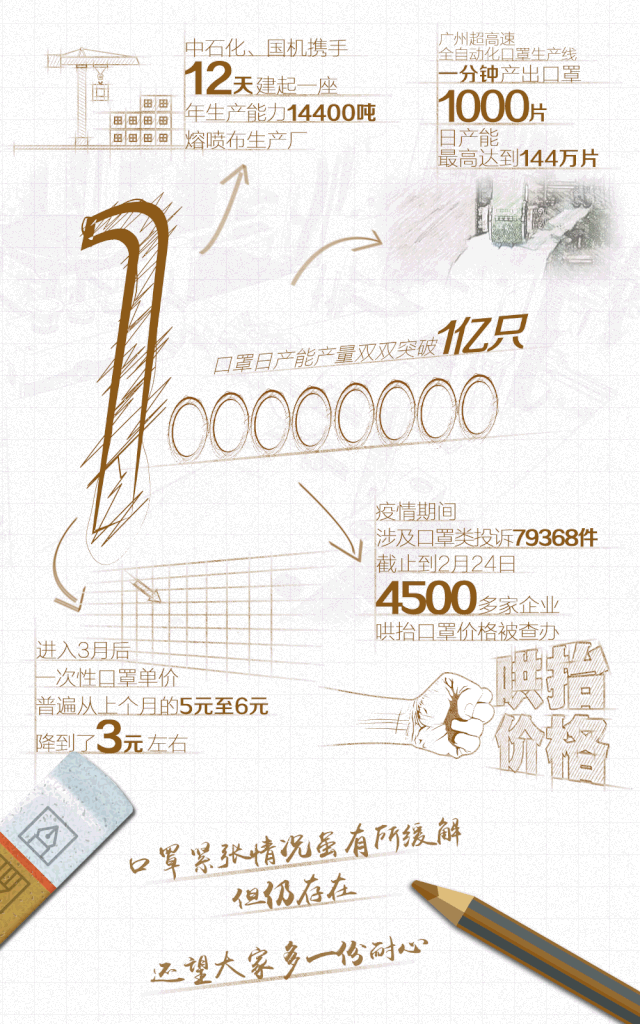 中石化、国机携手
12天建起一座
年生产能力14400吨
熔喷布生产厂
广州超高速
全自动化口罩生产线
一分钟产出口罩
1000片
日产能
最高达到144万片
口罩日产能产量双双突破1亿只
100000000
疫情期间
涉及口罩类投诉79368件
截止到2月24日
4500多家企业
哄抬口罩价格被查办
进入3月后
一次性口罩单价
普遍从上个月的5元至6元
降到了3元左右
哄抬
价格
口罩紧张情况虽有所缓解
但仍存在
还望大家多一份耐心